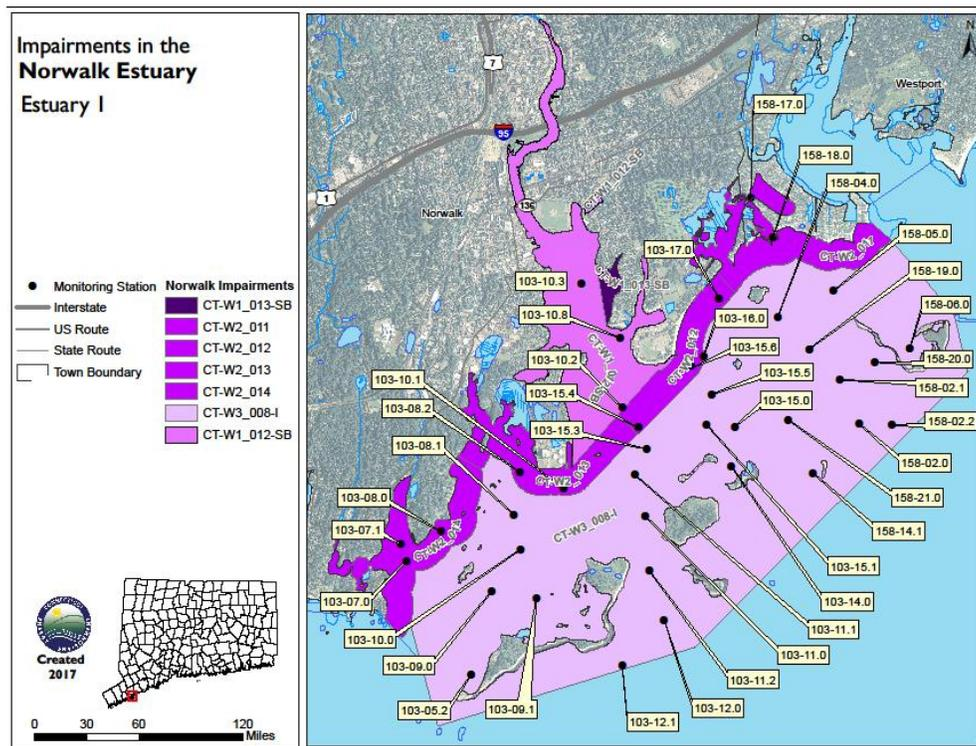 Impairments in the
Norwalk Estuary
Estuary 1
Monitoring Station
Interstate
US Route
State Route
Town Boundary
Norwalk Impairments
CT-W1_013-SB
CT-W2_011
CT-W2_012
CT-W2_013
CT-W2_014
CT-W3_008-I
CT-W1_012-SB
Created
2017
0 30 60 120
Miles
N
7
Westport
95
158-17.0
158-18.0
1
136
Norwalk
158-04.0
CT-W2_011
158-05.0
103-17.0
158-19.0
103-10.3
103-10.8
103-16.0
158-06.0
CT-W2_012
103-10.2
103-15.6
158-20.0
103-10.1
103-15.5
158-02.1
103-08.2
103-15.4
103-15.0
103-08.1
103-15.3
158-02.2
CT-W2_013
158-02.0
103-08.0
158-21.0
103-07.1
CT-W3_008-I
158-14.1
CT-W2_014
103-15.1
103-07.0
103-14.0
103-10.0
103-11.1
103-09.0
103-11.0
103-11.2
103-05.2
103-09.1
103-12.0
103-12.1